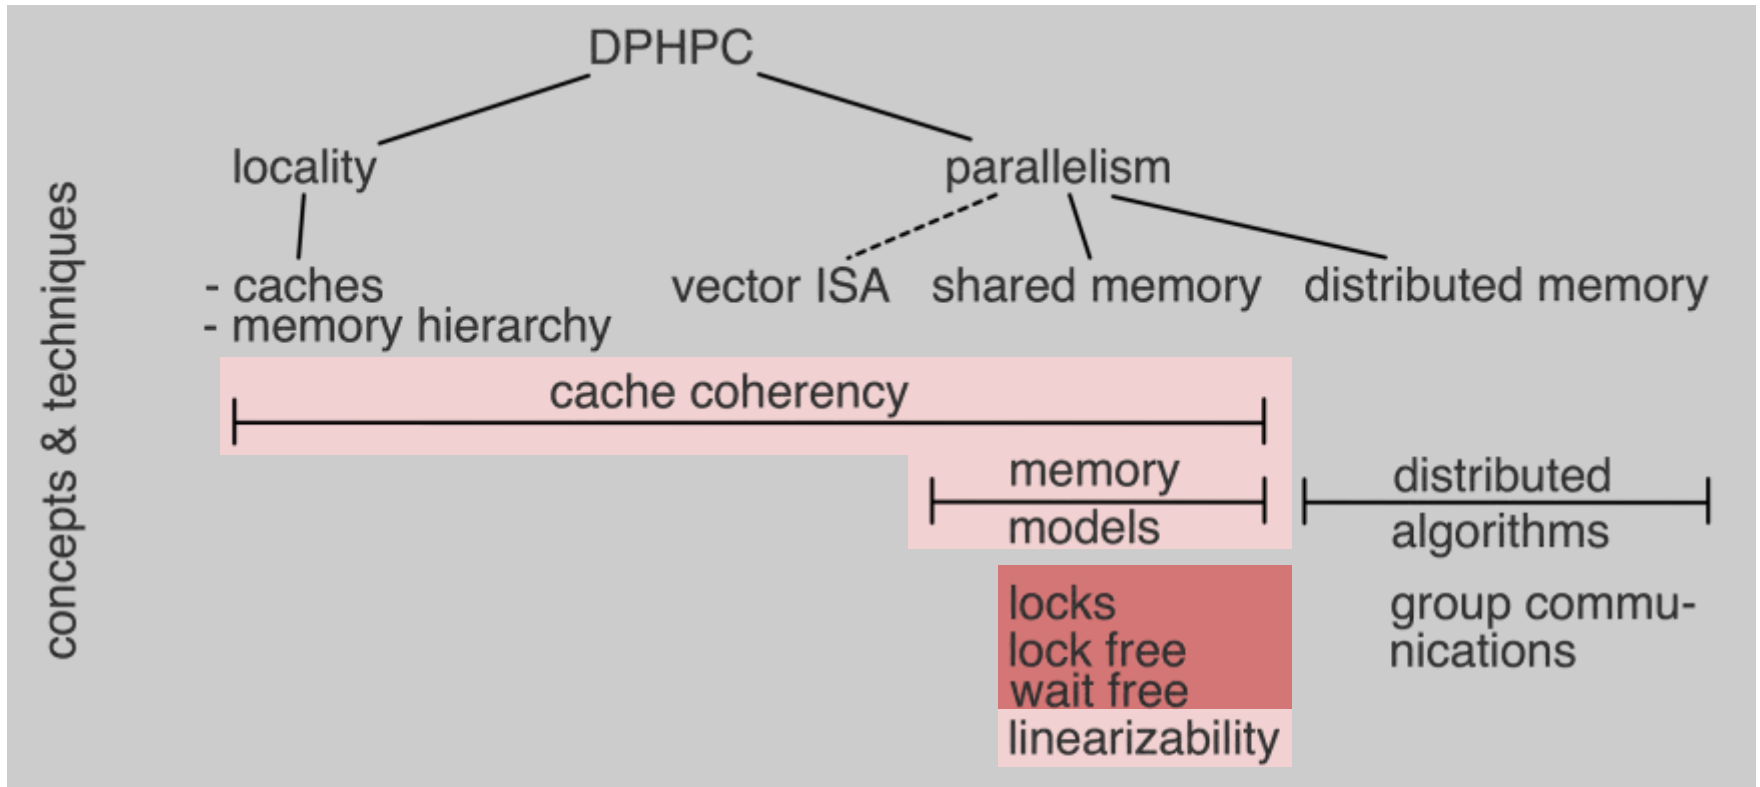 DPHPC
locality
parallelism
- caches
- memory hierarchy
vector ISA
shared memory
distributed memory
concepts & techniques
cache coherency
memory
models
distributed
algorithms
locks
lock free
wait free
linearizability
group commu-
nications